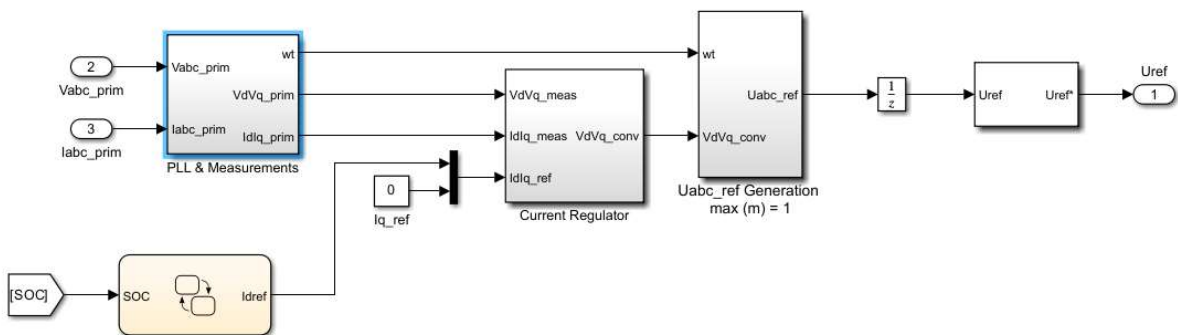 2
Vabc_prim
3
Iabc_prim
Vabc_prim
Iabc_prim
wt
VdVq_prim
IdIq_prim
PLL & Measurements
0
Iq_ref
VdVq_meas
IdIq_meas
IdIq_ref
VdVq_conv
Current Regulator
wt
VdVq_conv
Uabc_ref
Uabc_ref Generation
max (m) = 1
1
z
Uref
Uref*
Uref
1
[SOC]
SOC
Idref